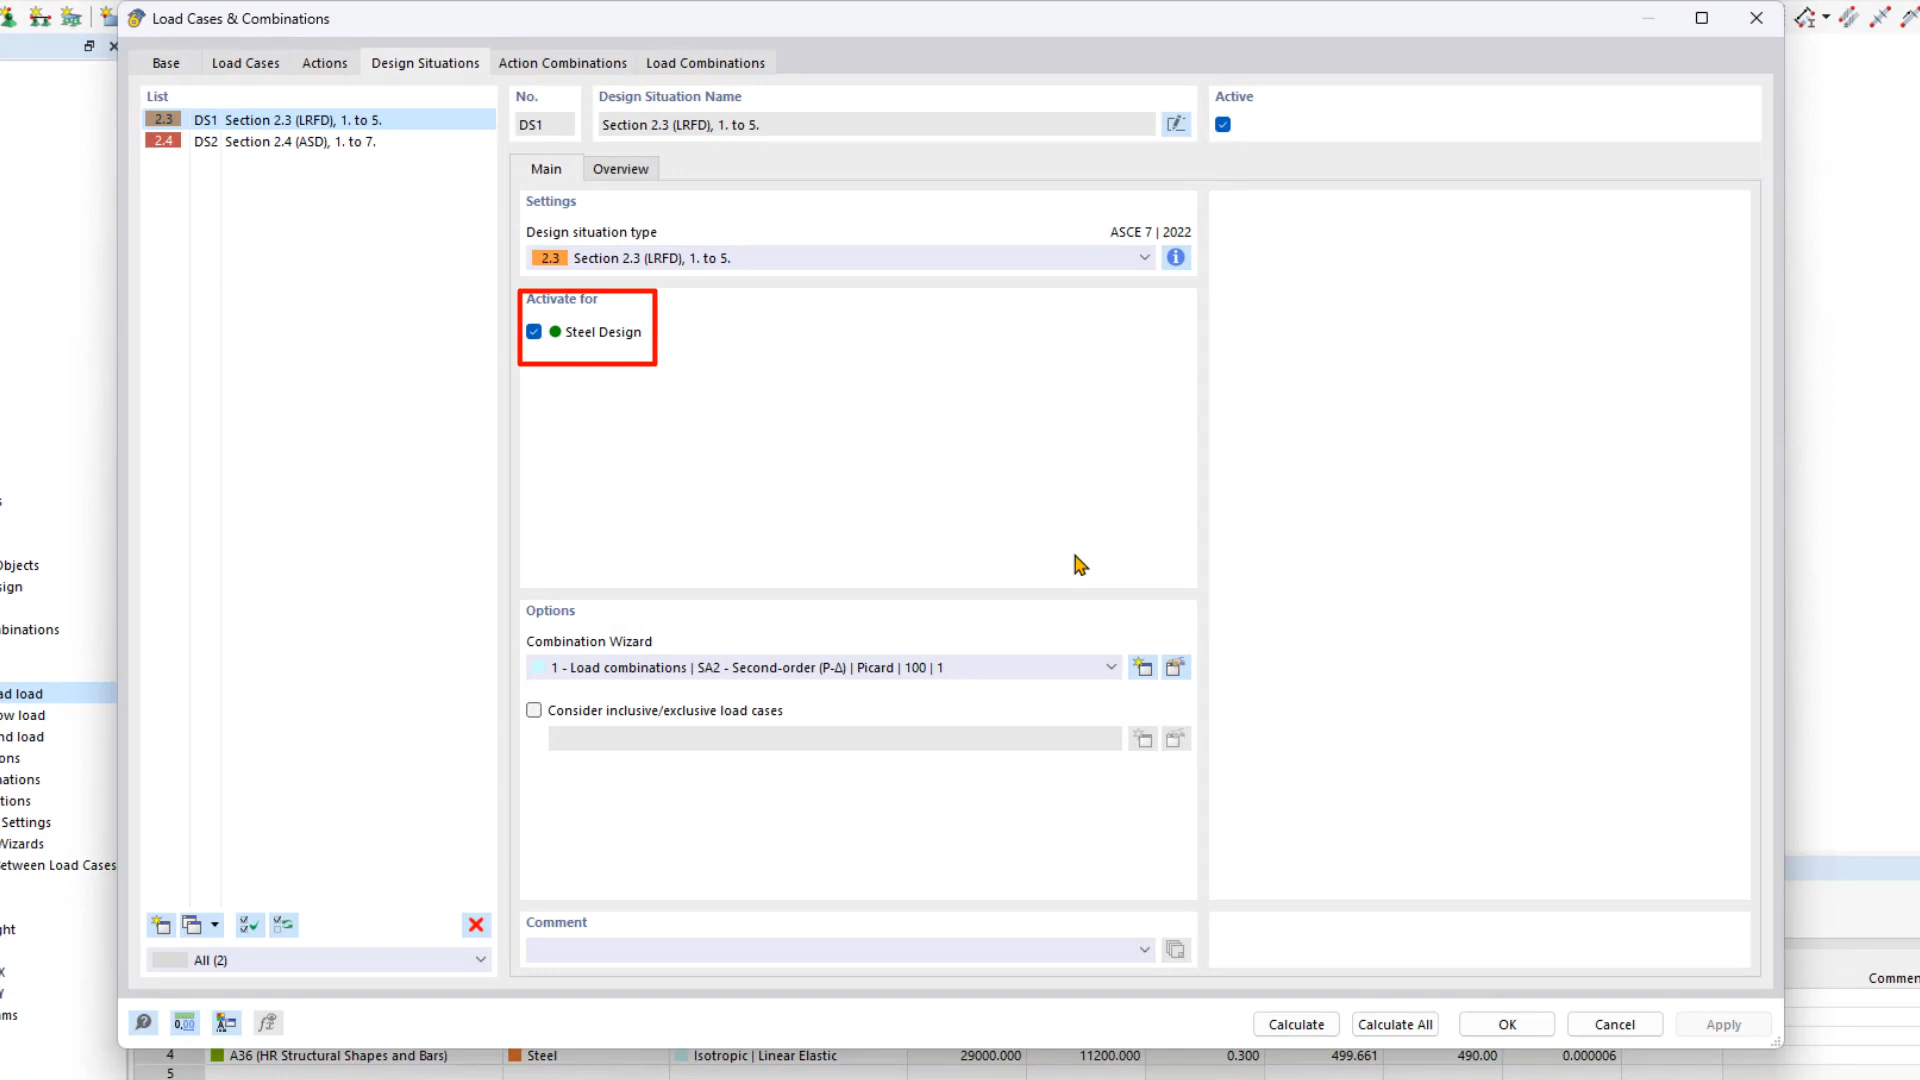 Load Cases & Combinations
Base
Load Cases
Actions
Design Situations
Action Combinations
Load Combinations
List
2.3 DS1 Section 2.3 (LRFD), 1. to 5.
2.4 DS2 Section 2.4 (ASD), 1. to 7.
All (2)
No.
DS1
Design Situation Name
Section 2.3 (LRFD), 1. to 5.
Active
Main
Overview
Settings
Design situation type
ASCE 7 | 2022
2.3 Section 2.3 (LRFD), 1. to 5.
Activate for
Steel Design
Options
Combination Wizard
1 - Load combinations | SA2 - Second-order (P-Δ) | Picard | 100 | 1
Consider inclusive/exclusive load cases
Comment
Calculate
Calculate All
OK
Cancel
Apply
Objects
sign
binations
ad load
ow load
nd load
ons
nations
tions
Settings
Wizards
etween Load Cases
ght
X
Y
ms
Commen
4 A36 (HR Structural Shapes and Bars) Steel Isotropic | Linear Elastic 29000.000 11200.000 0.300 499.661 490.00 0.000006
5
0,00